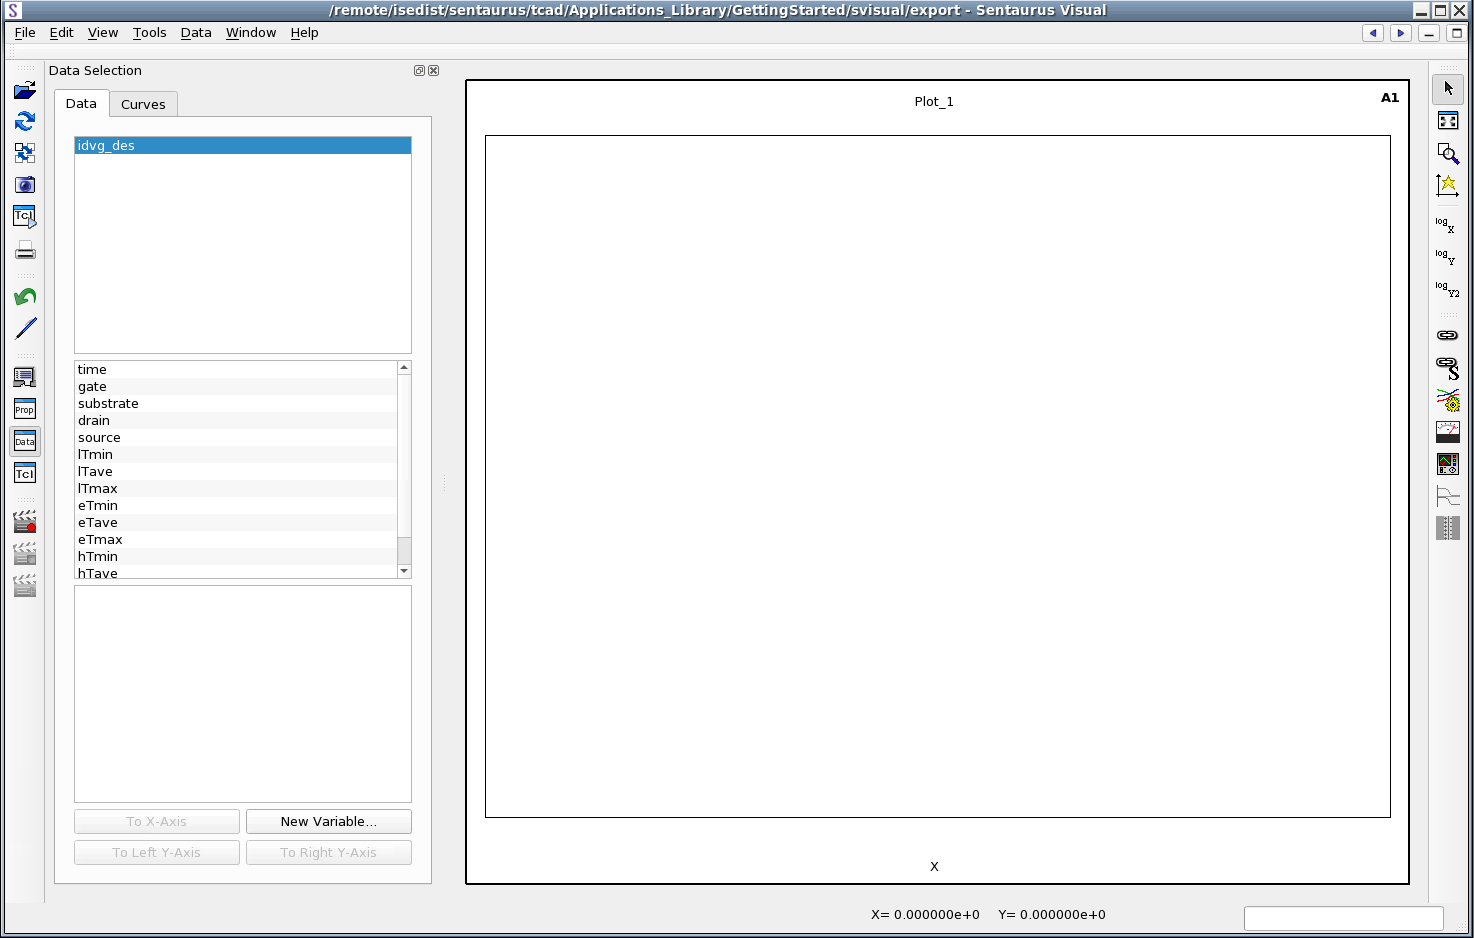 /remote/isedist/sentaurus/tcad/Applications_Library/GettingStarted/svisual/export - Sentaurus Visual
File Edit View Tools Data Window Help
Data Selection
Data Curves
idvg_des
time
gate
substrate
drain
source
lTmin
lTave
lTmax
eTmin
eTave
eTmax
hTmin
hTave
To X-Axis New Variable...
To Left Y-Axis To Right Y-Axis
Plot_1
A1
X
Tcl
Prop
Data
Tcl
log X
log Y
log Y2
S
X= 0.000000e+0 Y= 0.000000e+0